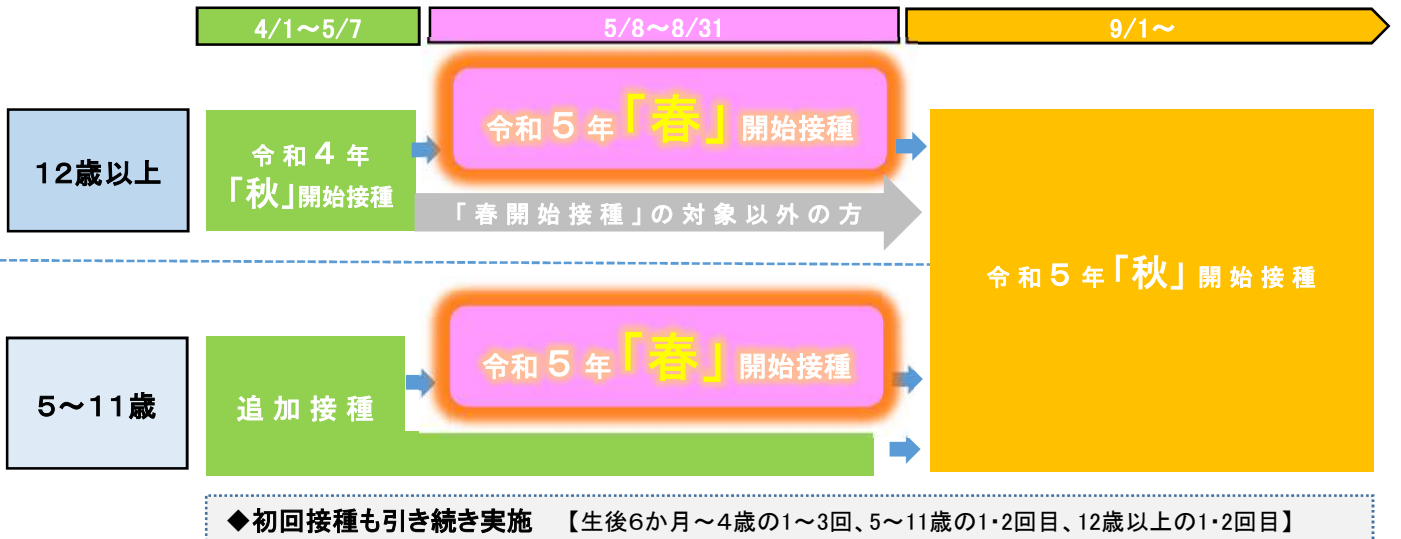 4/1～5/7
5/8～8/31
9/1～
12歳以上
令和４年
「秋」開始接種
令和５年「春」開始接種
「春開始接種」の対象以外の方
令和５年「秋」開始接種
5～11歳
追加接種
令和５年「春」開始接種
◆初回接種も引き続き実施　【生後6か月～4歳の1～3回、5～11歳の1・2回目、12歳以上の1・2回目】